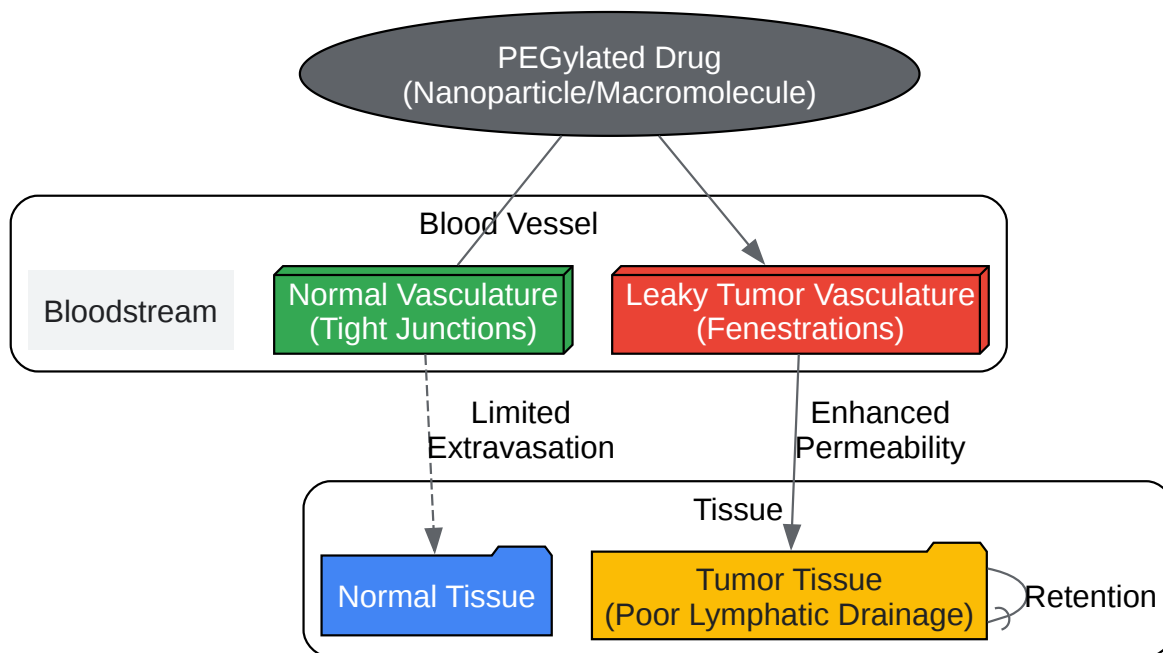 PEGylated Drug
(Nanoparticle/Macromolecule)
Blood Vessel
Bloodstream
Normal Vasculature
(Tight Junctions)
Leaky Tumor Vasculature
(Fenestrations)
Limited
Extravasation
Enhanced
Permeability
Tissue
Normal Tissue
Tumor Tissue
(Poor Lymphatic Drainage)
Retention